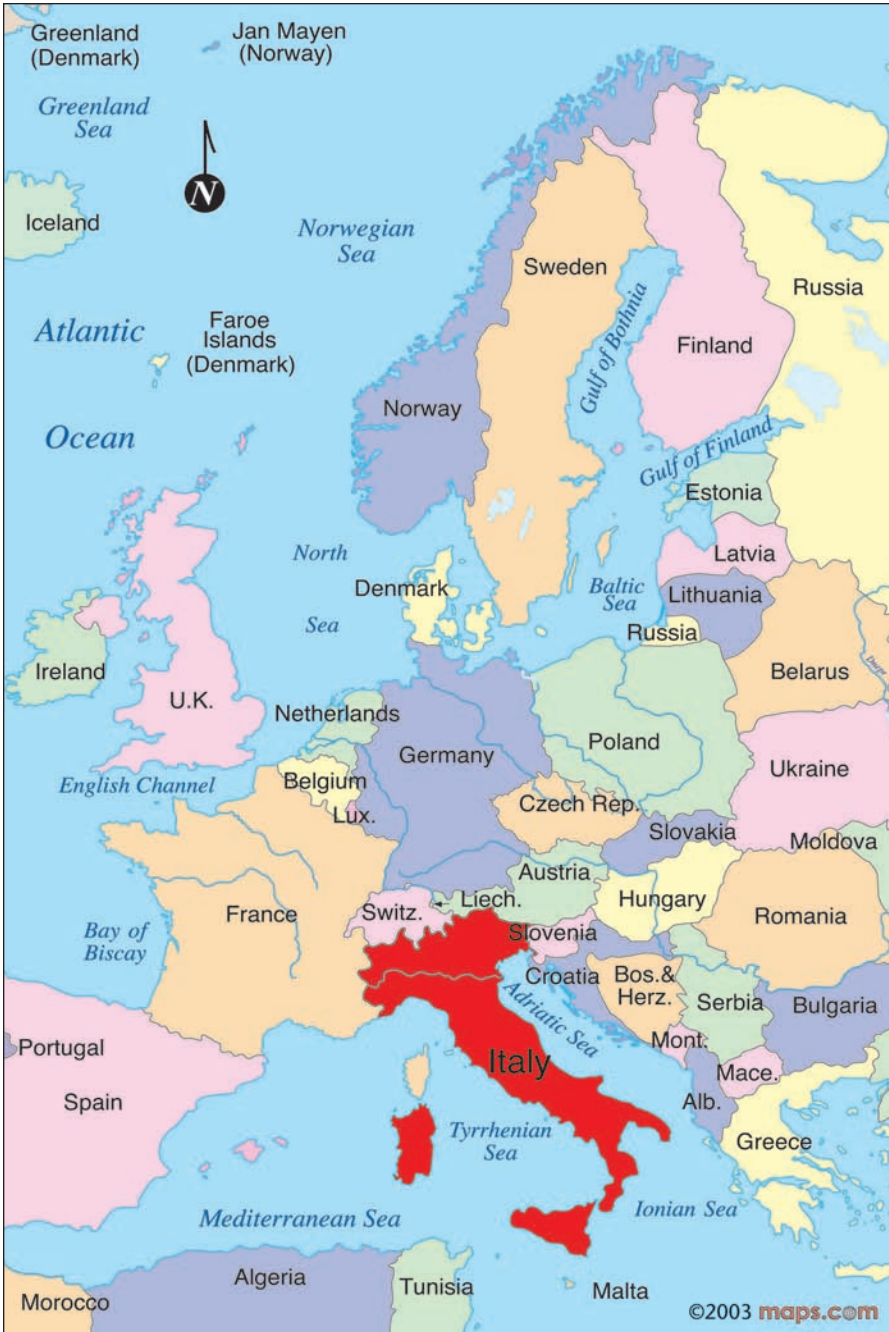 Greenland
(Denmark)
Jan Mayen
(Norway)
Greenland
Sea
N
Iceland
Norwegian
Sea
Sweden
Russia
Atlantic
Faroe
Islands
(Denmark)
Gulf of Bothnia
Finland
Norway
Ocean
Gulf of Finland
Estonia
North
Latvia
Denmark
Baltic
Sea
Lithuania
Sea
Russia
Ireland
Belarus
U.K.
Netherlands
Germany
Poland
Ukraine
English Channel
Belgium
Lux.
Czech Rep.
Slovakia
Moldova
Austria
Liech.
Hungary
Switz.
France
Romania
Bay of
Biscay
Slovenia
Croatia
Bos.&
Herz.
Serbia
Bulgaria
Adriatic Sea
Mont.
Portugal
Italy
Mace.
Spain
Alb.
Tyrrhenian
Sea
Greece
Mediterranean Sea
Ionian Sea
Algeria
Tunisia
Malta
Morocco
©2003 maps.com